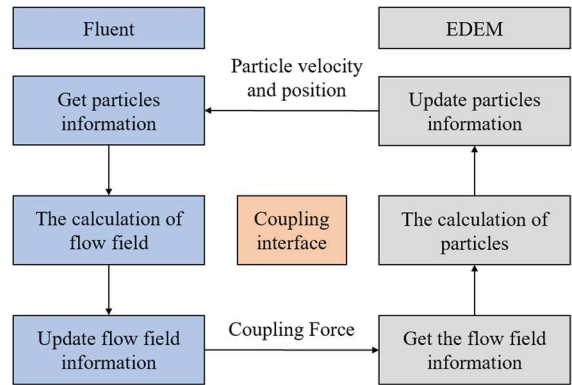 Fluent
EDEM
Particle velocity
and position
Get particles
information
Update particles
information
The calculation of
flow field
Coupling
interface
The calculation of
particles
Update flow field
information
Coupling Force
Get the flow field
information